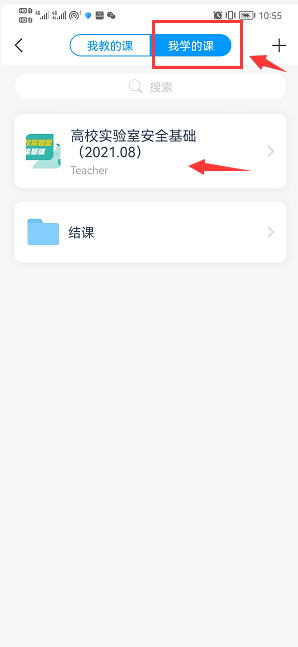 10:55
我教的课
我学的课
搜索
高校实验室安全基础
（2021.08）
Teacher
结课